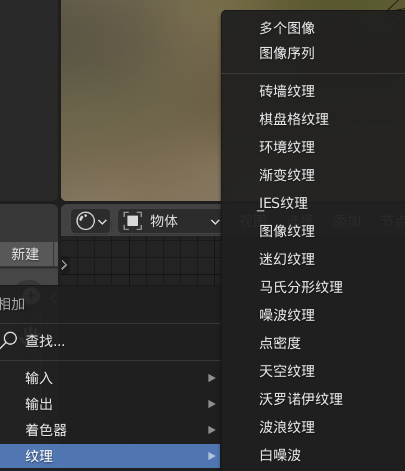 多个图像
图像序列
砖墙纹理
棋盘格纹理
环境纹理
渐变纹理
IES纹理
图像纹理
迷幻纹理
马氏分形纹理
噪波纹理
点密度
天空纹理
沃罗诺伊纹理
波浪纹理
白噪波
物体
新建
相加
查找...
输入
输出
着色器
纹理